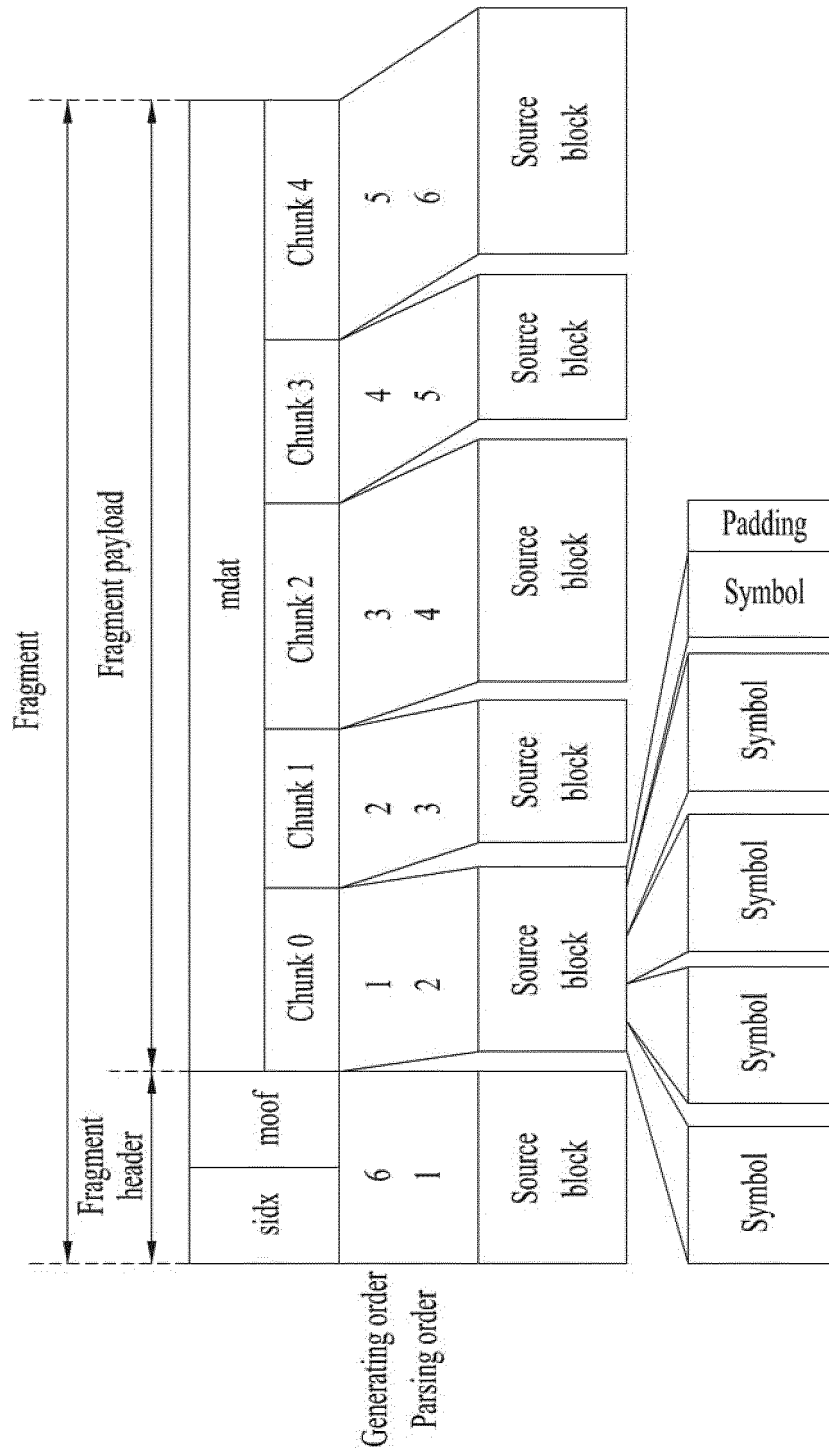 Fragment
Fragment
header
Fragment payload
sidx
moof
mdat
Chunk 0
Chunk 1
Chunk 2
Chunk 3
Chunk 4
Generating order
6
1
2
3
4
5
Parsing order
1
2
3
4
5
6
Source
block
Source
block
Source
block
Source
block
Source
block
Source
block
Symbol
Symbol
Symbol
Symbol
Symbol
Padding